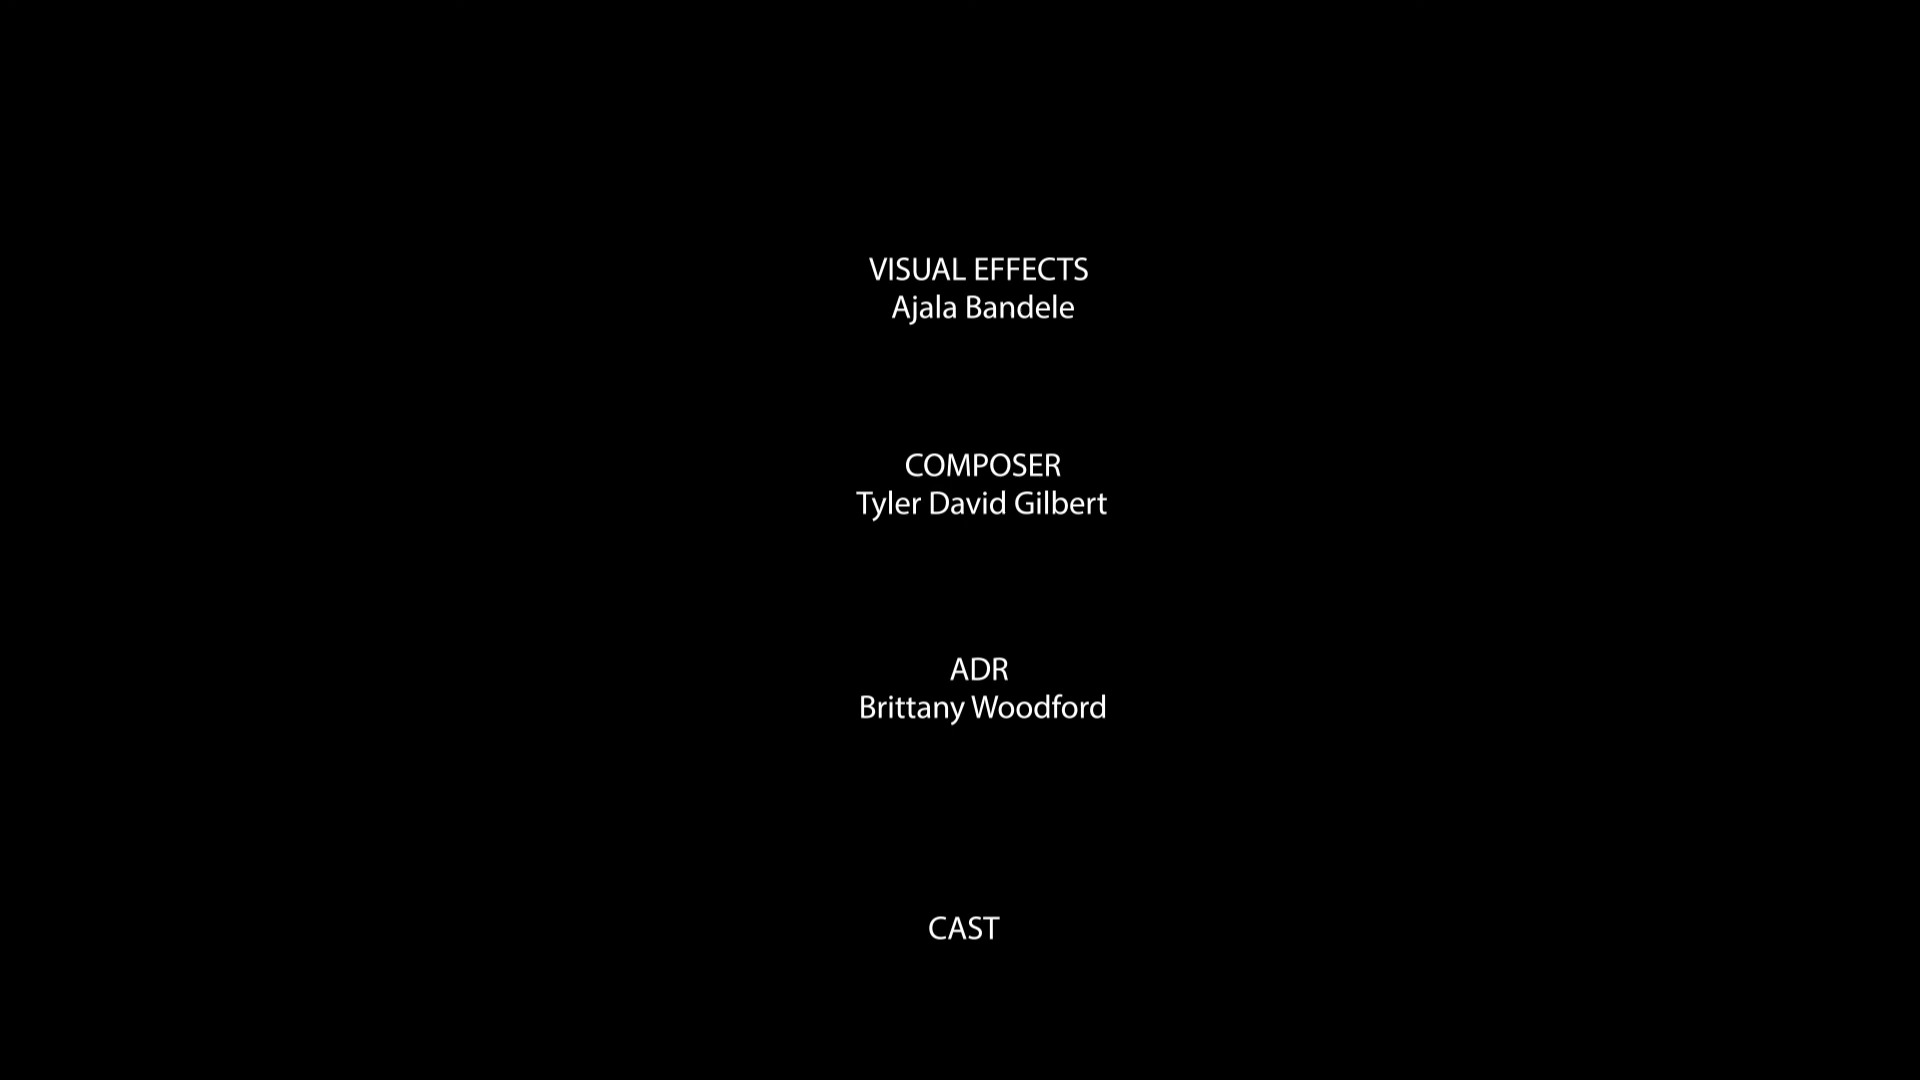 VISUAL EFFECTS
Ajala Bandele
COMPOSER
Tyler David Gilbert
ADR
Brittany Woodford
CAST